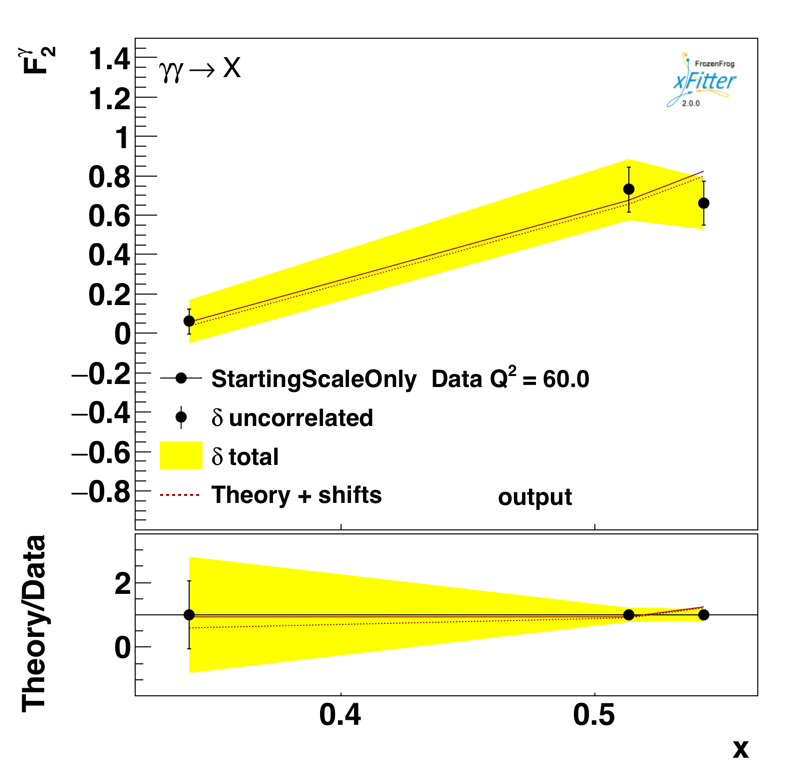 F₂^γ
γγ → X
FrozenFrog
xFitter
2.0.0
1.4
1.2
1
0.8
0.6
0.4
0.2
0
−0.2
−0.4
−0.6
−0.8
StartingScaleOnly Data Q² = 60.0
δ uncorrelated
δ total
Theory + shifts output
Theory/Data
2
0
0.4 0.5
x